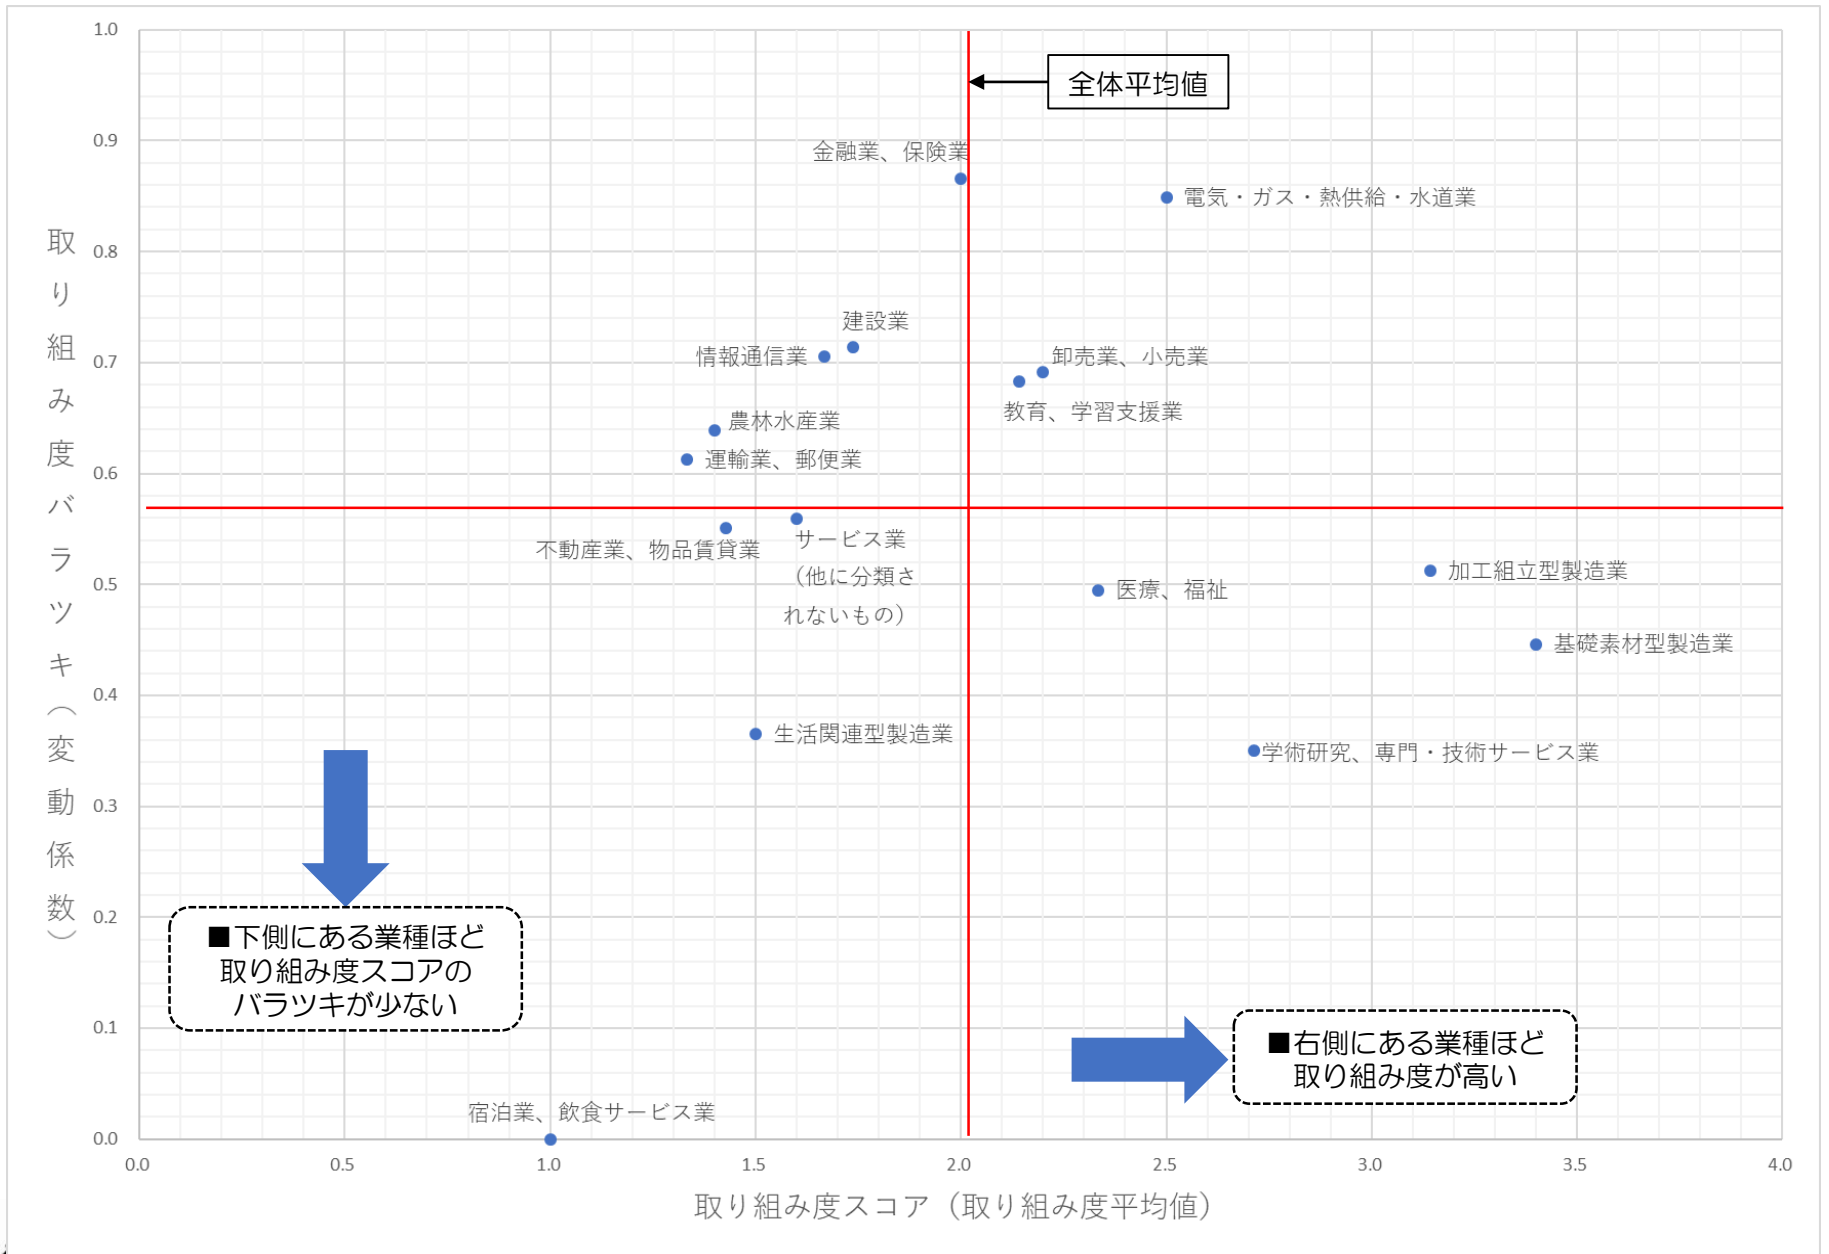 1.0
全体平均値
0.9
金融業、保険業
電気・ガス・熱供給・水道業
0.8
建設業
情報通信業
0.7
卸売業、小売業
教育、学習支援業
農林水産業
運輸業、郵便業
0.6
サービス業
(他に分類さ
れないもの)
不動産業、物品賃貸業
0.5
加工組立型製造業
医療、福祉
基礎素材型製造業
0.4
生活関連型製造業
学術研究、専門・技術サービス業
0.3
0.2
■下側にある業種ほど
取り組み度スコアの
バラツキが少ない
0.1
■右側にある業種ほど
取り組み度が高い
宿泊業、飲食サービス業
0.0
取り組み度バラツキ(変動係数)
0.0 0.5 1.0 1.5 2.0 2.5 3.0 3.5 4.0
取り組み度スコア(取り組み度平均値)